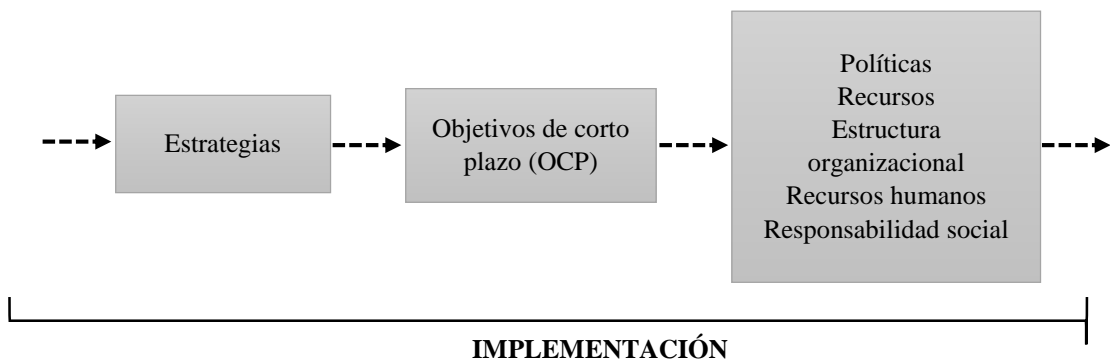 Estrategias
Objetivos de corto
plazo (OCP)
Políticas
Recursos
Estructura
organizacional
Recursos humanos
Responsabilidad social
IMPLEMENTACIÓN